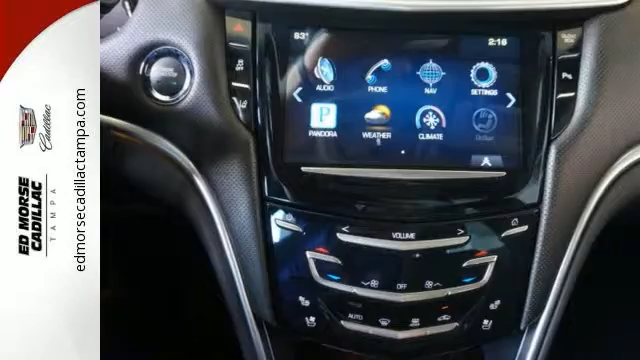 Cadillac
ED MORSE
CADILLAC
TAMPA
edmorsecadillactampa.com
2:16
AUDIO
PHONE
NAV
SETTINGS
PANDORA
WEATHER
CLIMATE
OnStar
VOLUME
OFF
AUTO